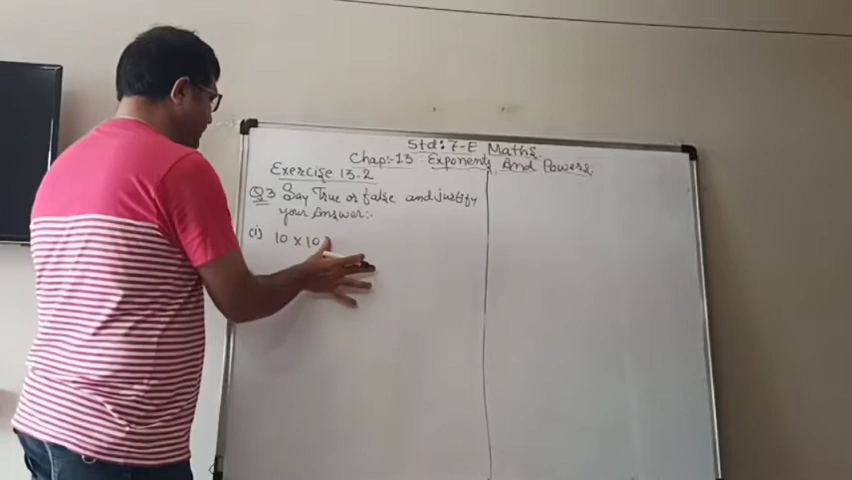 Std: 7-E Maths
Chap:-13 Exponents And Powers.
Exercise 13.2
Q3 Say True or false and justify
your answer:-
(i) 10 x 10